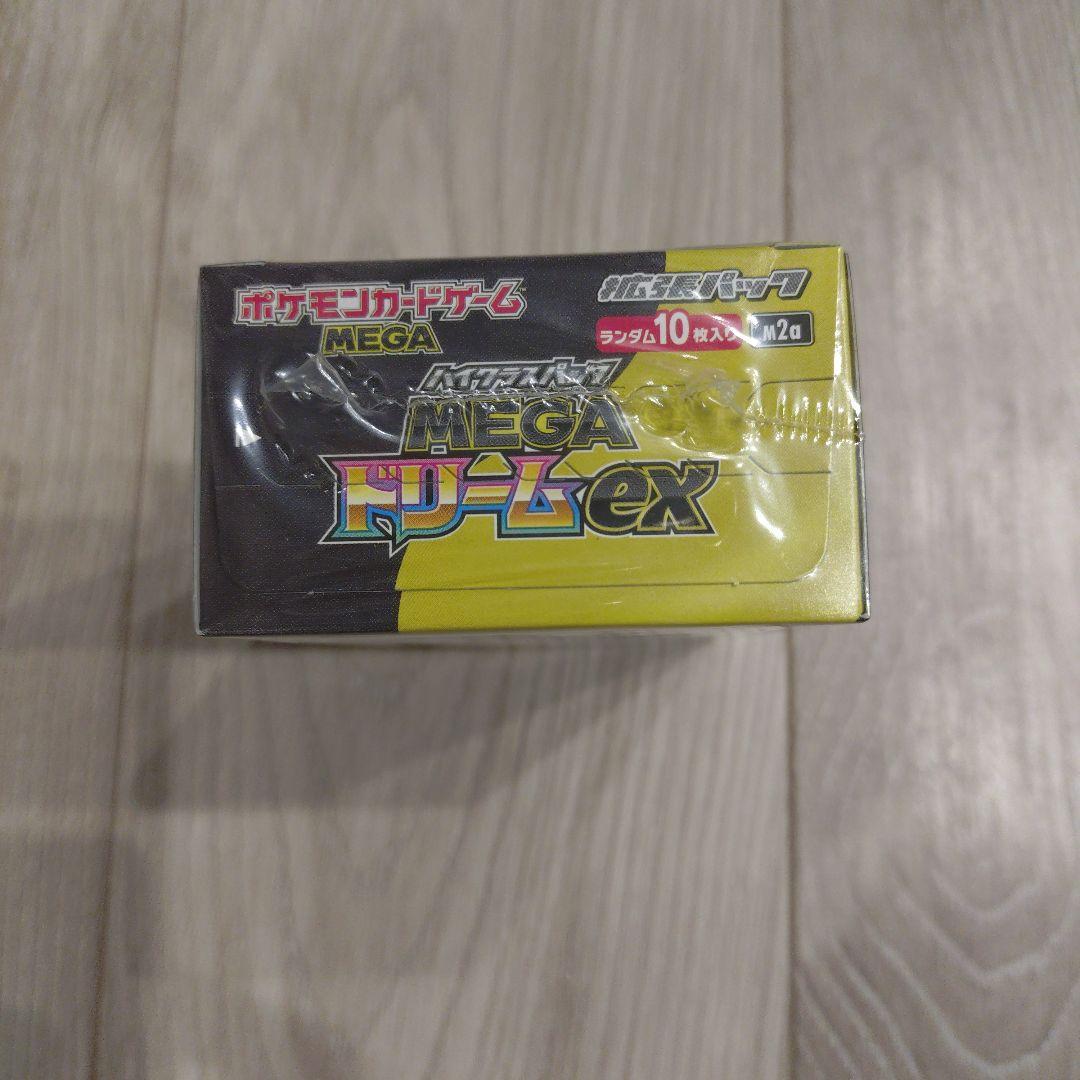 ポケモンカードゲーム™
MEGA
拡張パック
ランダム10枚入り
M2a
ハイクラスパック
MEGA
ドリームex